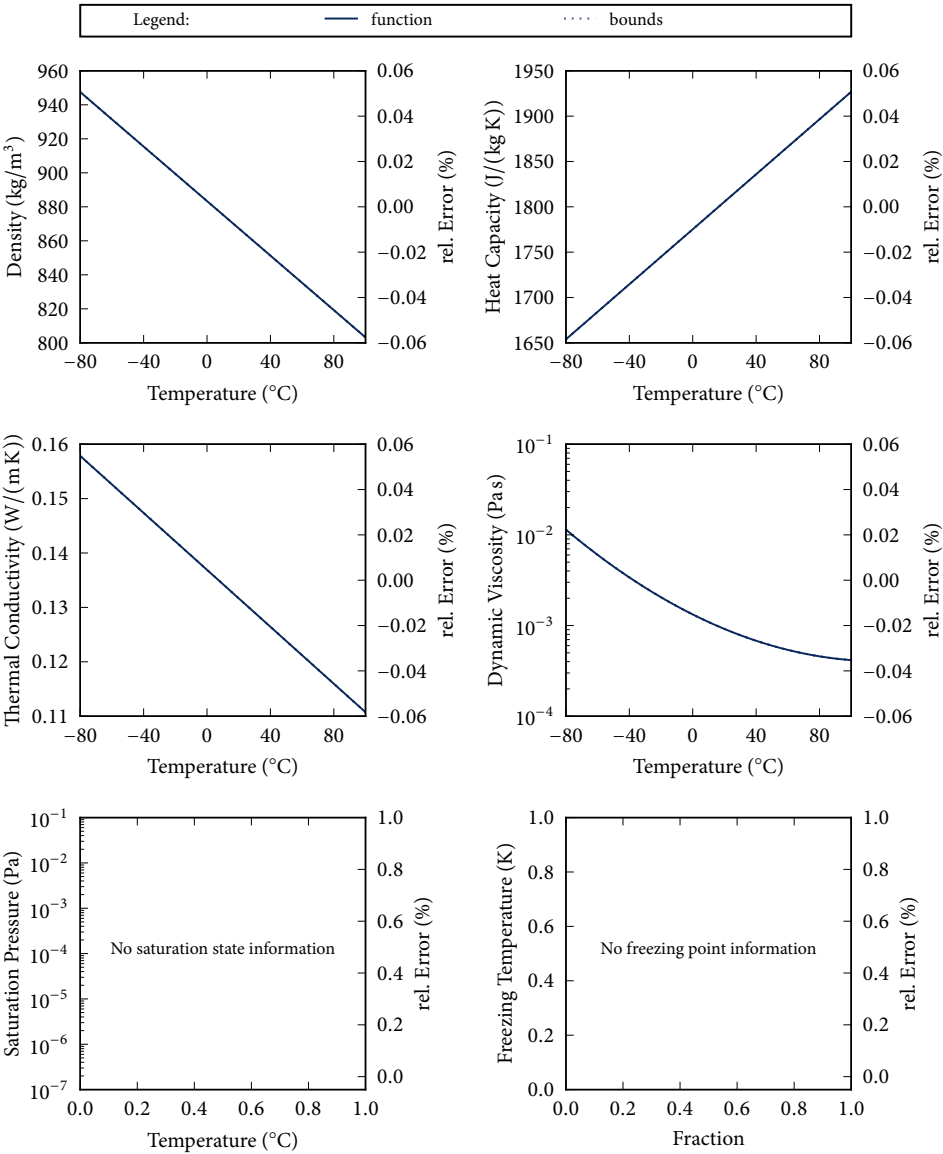 Legend: function bounds
960
940
920
900
880
860
840
820
800
Density (kg/m³)
−80 −40 0 40 80
Temperature (°C)
0.06
0.04
0.02
0.00
−0.02
−0.04
−0.06
rel. Error (%)
1950
1900
1850
1800
1750
1700
1650
Heat Capacity (J/(kg K))
−80 −40 0 40 80
Temperature (°C)
0.06
0.04
0.02
0.00
−0.02
−0.04
−0.06
rel. Error (%)
0.16
0.15
0.14
0.13
0.12
0.11
Thermal Conductivity (W/(m K))
−80 −40 0 40 80
Temperature (°C)
0.06
0.04
0.02
0.00
−0.02
−0.04
−0.06
rel. Error (%)
10⁻¹
10⁻²
10⁻³
10⁻⁴
Dynamic Viscosity (Pa s)
−80 −40 0 40 80
Temperature (°C)
0.06
0.04
0.02
0.00
−0.02
−0.04
−0.06
rel. Error (%)
10⁻¹
10⁻²
10⁻³
10⁻⁴
10⁻⁵
10⁻⁶
10⁻⁷
Saturation Pressure (Pa)
No saturation state information
0.0 0.2 0.4 0.6 0.8 1.0
Temperature (°C)
1.0
0.8
0.6
0.4
0.2
0.0
rel. Error (%)
1.0
0.8
0.6
0.4
0.2
0.0
Freezing Temperature (K)
No freezing point information
0.0 0.2 0.4 0.6 0.8 1.0
Fraction
1.0
0.8
0.6
0.4
0.2
0.0
rel. Error (%)